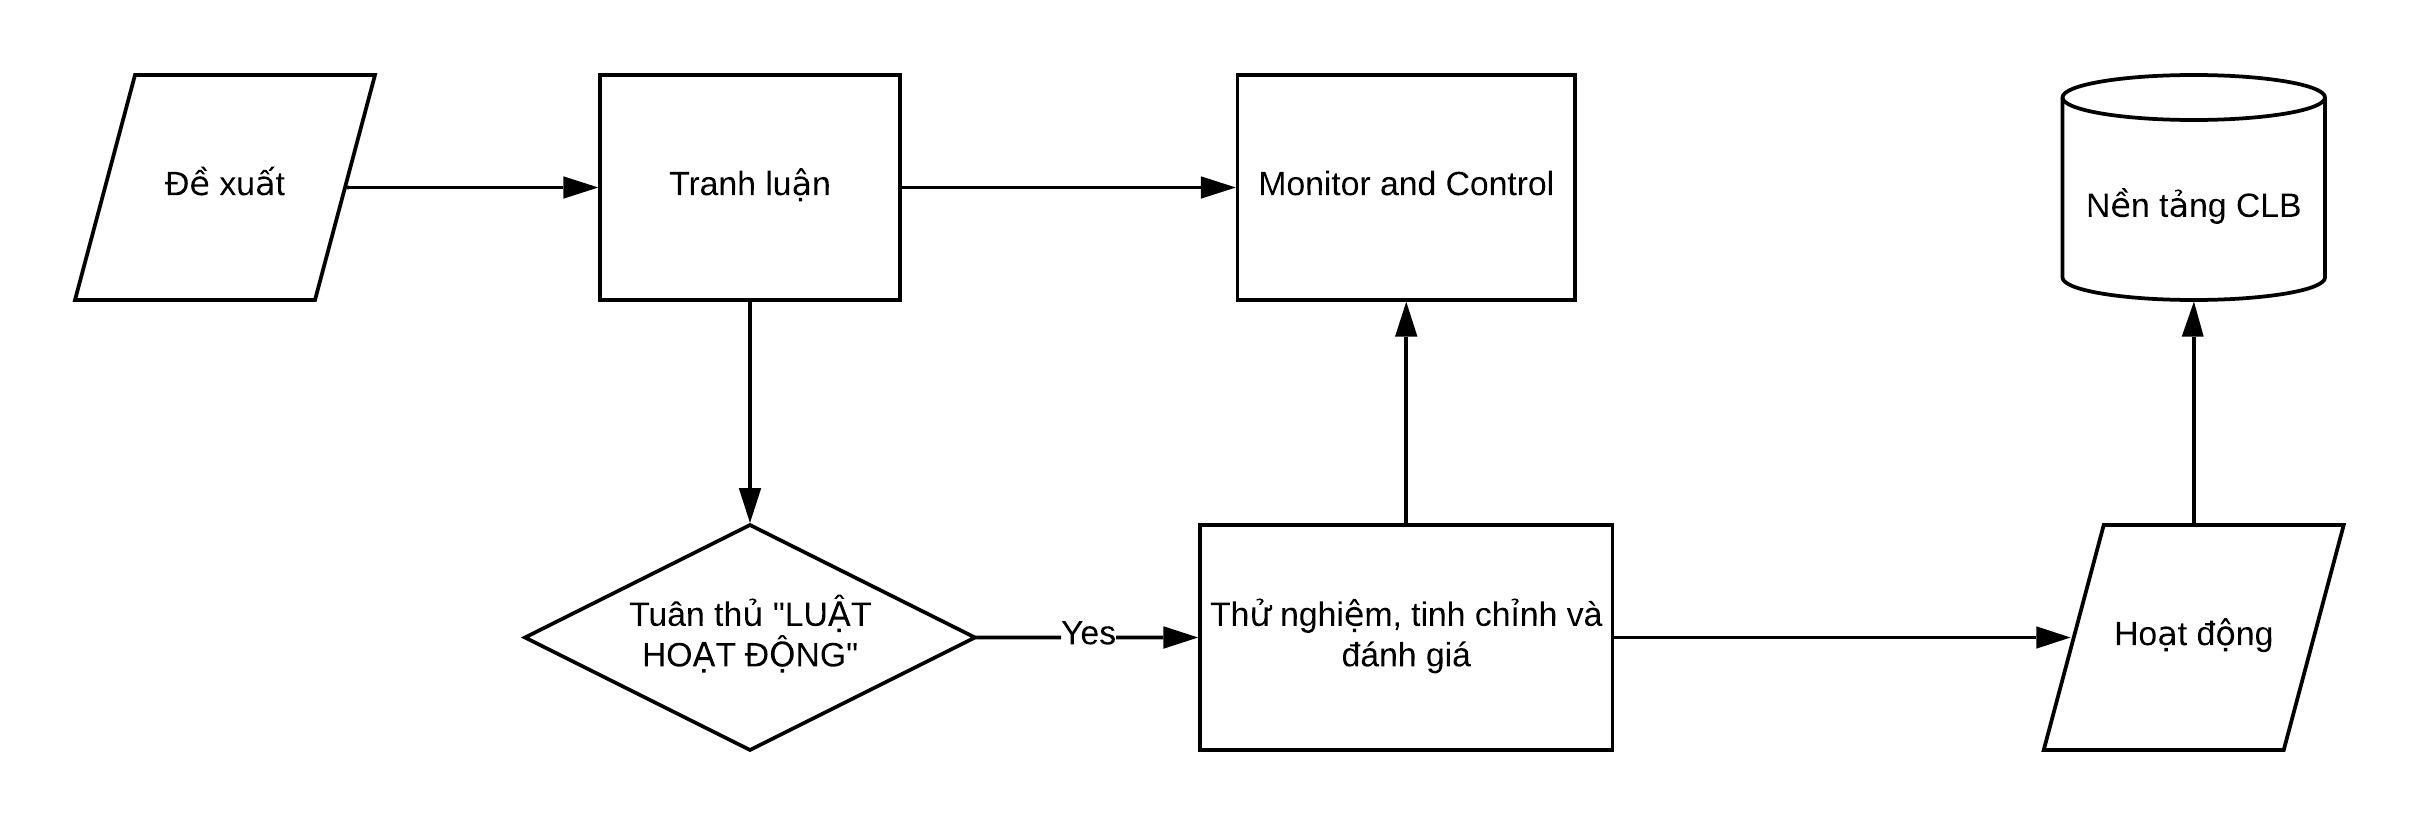 Đề xuất
Tranh luận
Monitor and Control
Nền tảng CLB
Tuân thủ "LUẬT
HOẠT ĐỘNG"
Yes
Thử nghiệm, tinh chỉnh và
đánh giá
Hoạt động